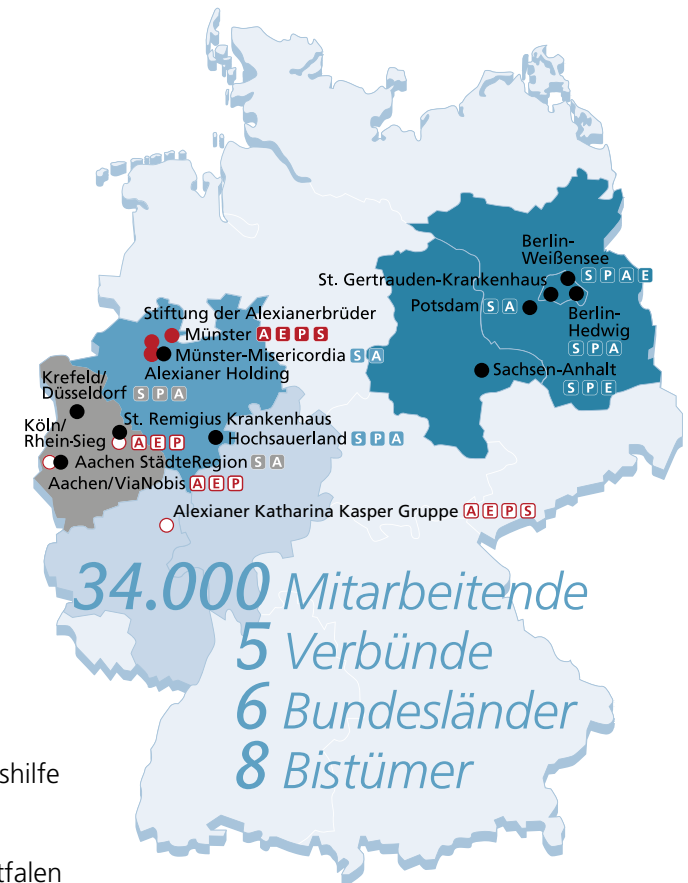 Berlin-
Weißensee
S P A E
St. Gertrauden-Krankenhaus
Potsdam S A
Berlin-
Hedwig
S P A
Sachsen-Anhalt
S P E
Stiftung der Alexianerbrüder
Münster A E P S
Münster-Misericordia S A
Alexianer Holding
Krefeld/
Düsseldorf S P A
St. Remigius Krankenhaus
Köln/
Rhein-Sieg A E P
Hochsauerland S P A
Aachen StädteRegion S A
Aachen/ViaNobis A E P
Alexianer Katharina Kasper Gruppe A E P S
34.000 Mitarbeitende
5 Verbünde
6 Bundesländer
8 Bistümer
shilfe
tfalen